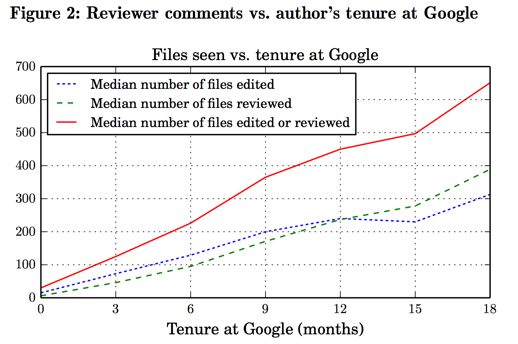 Figure 2: Reviewer comments vs. author's tenure at Google
Files seen vs. tenure at Google
700
600
500
400
300
200
100
0
Median number of files edited
Median number of files reviewed
Median number of files edited or reviewed
0 3 6 9 12 15 18
Tenure at Google (months)